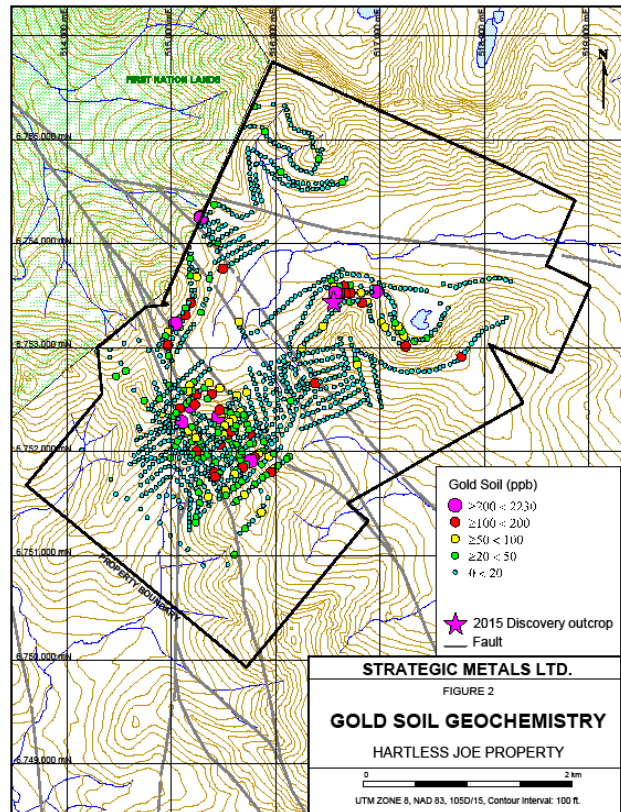 514,000 mE
515,000 mE
516,000 mE
517,000 mE
518,000 mE
519,000 mE
N
FIRST NATION LANDS
6,755,000 mN
6,754,000 mN
6,753,000 mN
6,752,000 mN
6,751,000 mN
6,750,000 mN
6,749,000 mN
PROPERTY BOUNDARY
Gold Soil (ppb)
≥200 < 2230
≥100 < 200
≥50 < 100
≥20 < 50
0 < 20
2015 Discovery outcrop
Fault
STRATEGIC METALS LTD.
FIGURE 2
GOLD SOIL GEOCHEMISTRY
HARTLESS JOE PROPERTY
0 2 km
UTM ZONE 8, NAD 83, 105D/15, Contour Interval: 100 ft.